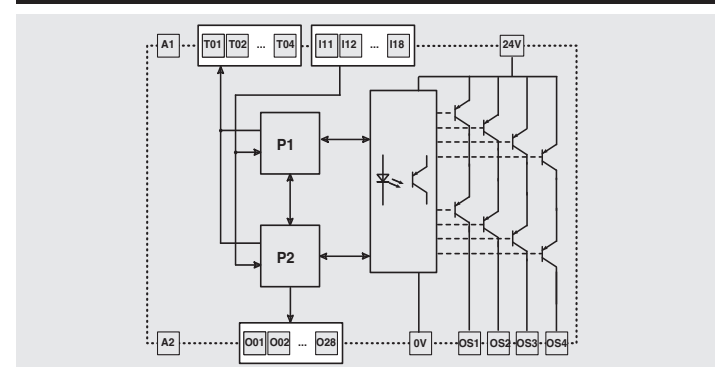 A1 T01 T02 ... T04 I11 I12 ... I18 24V
P1
P2
A2 O01 O02 ... O28 0V OS1 OS2 OS3 OS4